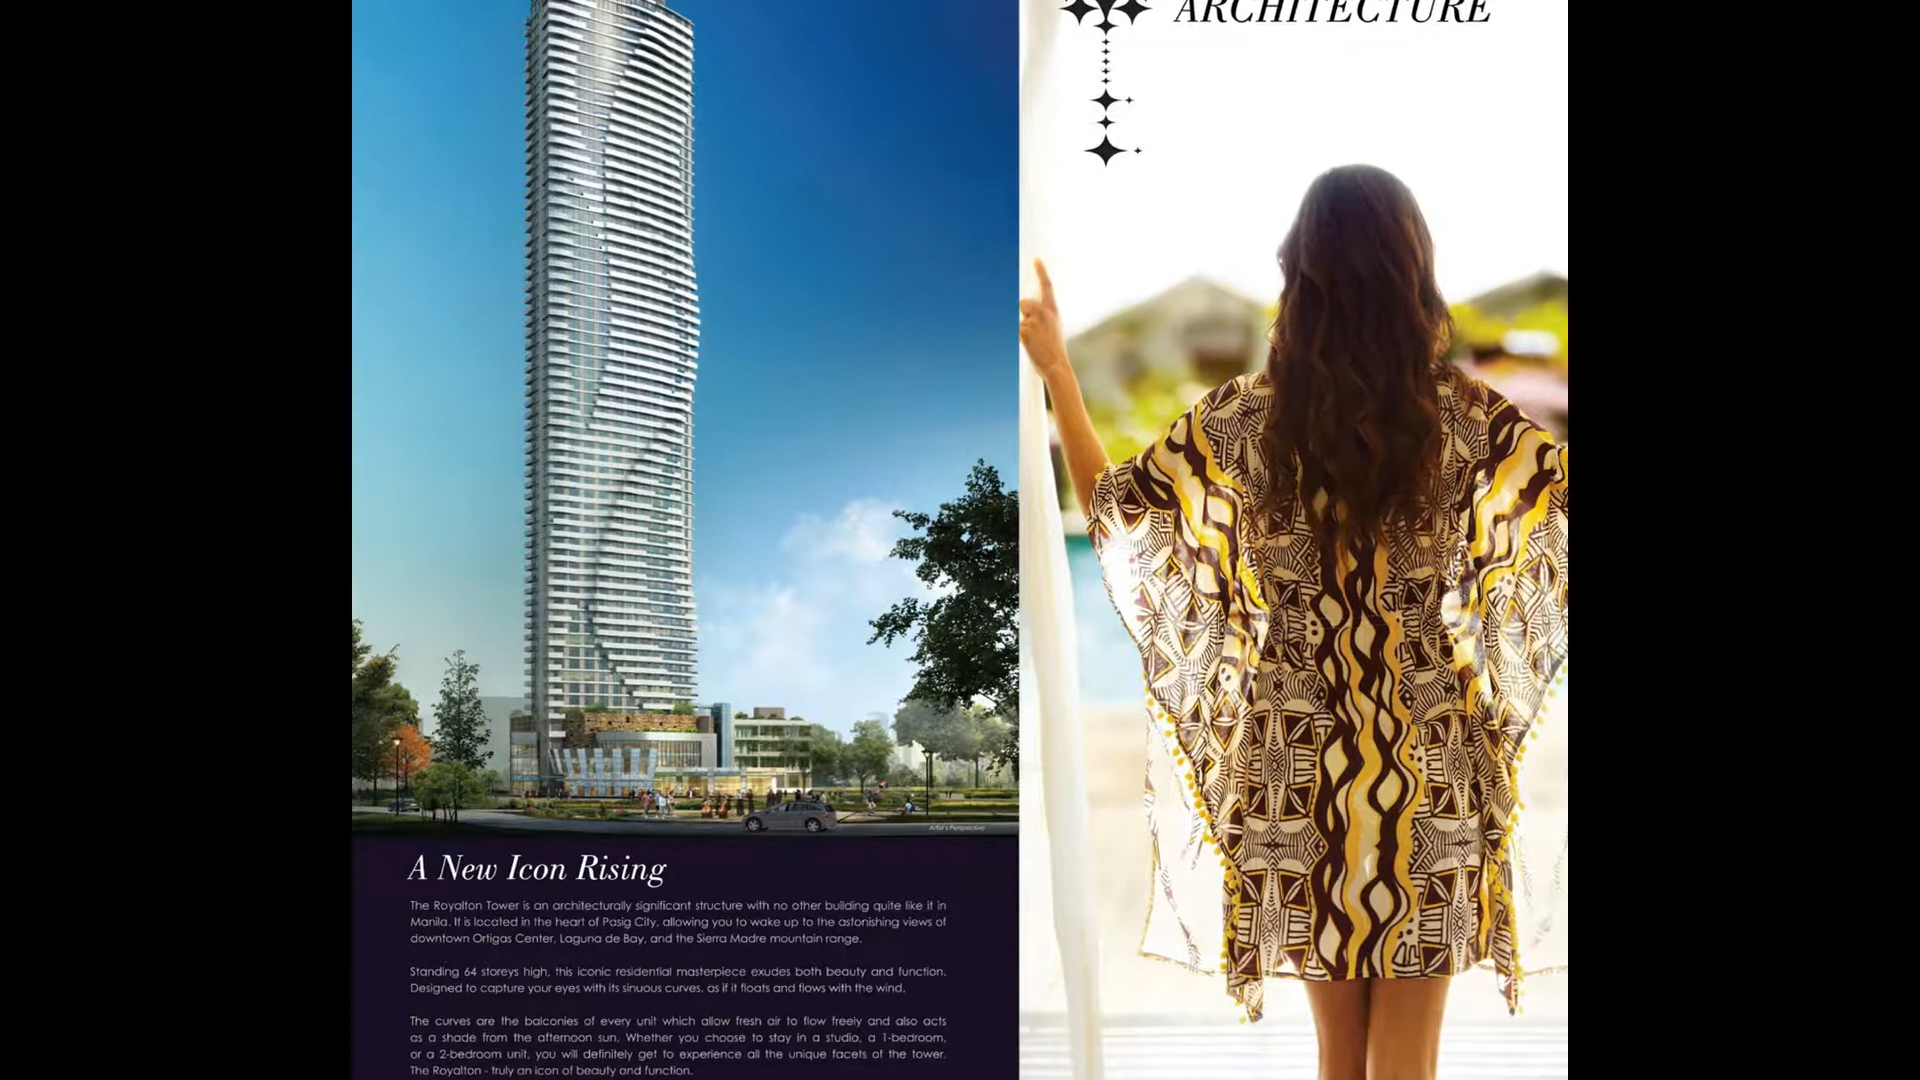 ARCHITECTURE
Artist's Perspective
A New Icon Rising
The Royalton Tower is an architecturally significant structure with no other building quite like it in
Manila. It is located in the heart of Pasig City, allowing you to wake up to the astonishing views of
downtown Ortigas Center, Laguna de Bay, and the Sierra Madre mountain range.
Standing 64 storeys high, this iconic residential masterpiece exudes both beauty and function.
Designed to capture your eyes with its sinuous curves. as if it floats and flows with the wind.
The curves are the balconies of every unit which allow fresh air to flow freely and also acts
as a shade from the afternoon sun. Whether you choose to stay in a studio, a 1-bedroom,
or a 2-bedroom unit, you will definitely get to experience all the unique facets of the tower.
The Royalton - truly an icon of beauty and function.